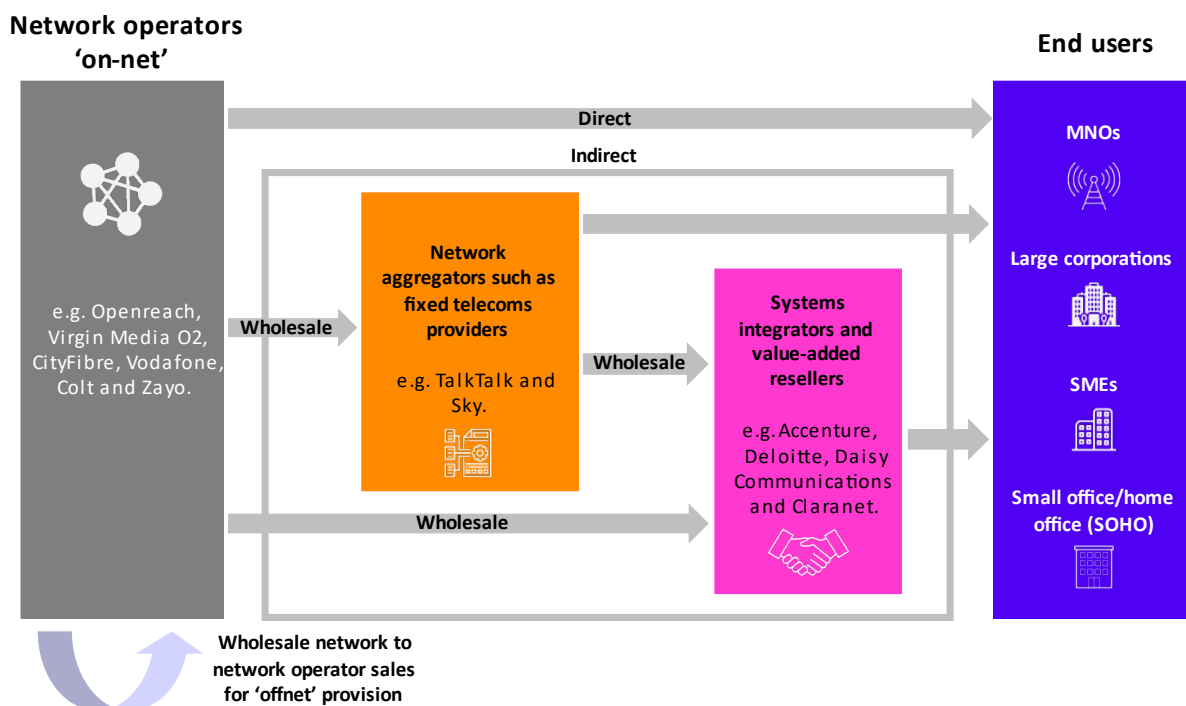 Network operators
‘on-net’
End users
Direct
Indirect
MNOs
Large corporations
SMEs
Small office/home
office (SOHO)
e.g. Openreach,
Virgin Media O2,
CityFibre, Vodafone,
Colt and Zayo.
Wholesale
Network
aggregators such as
fixed telecoms
providers
e.g. TalkTalk and
Sky.
Wholesale
Systems
integrators and
value-added
resellers
e.g. Accenture,
Deloitte, Daisy
Communications
and Claranet.
Wholesale
Wholesale network to
network operator sales
for ‘offnet’ provision